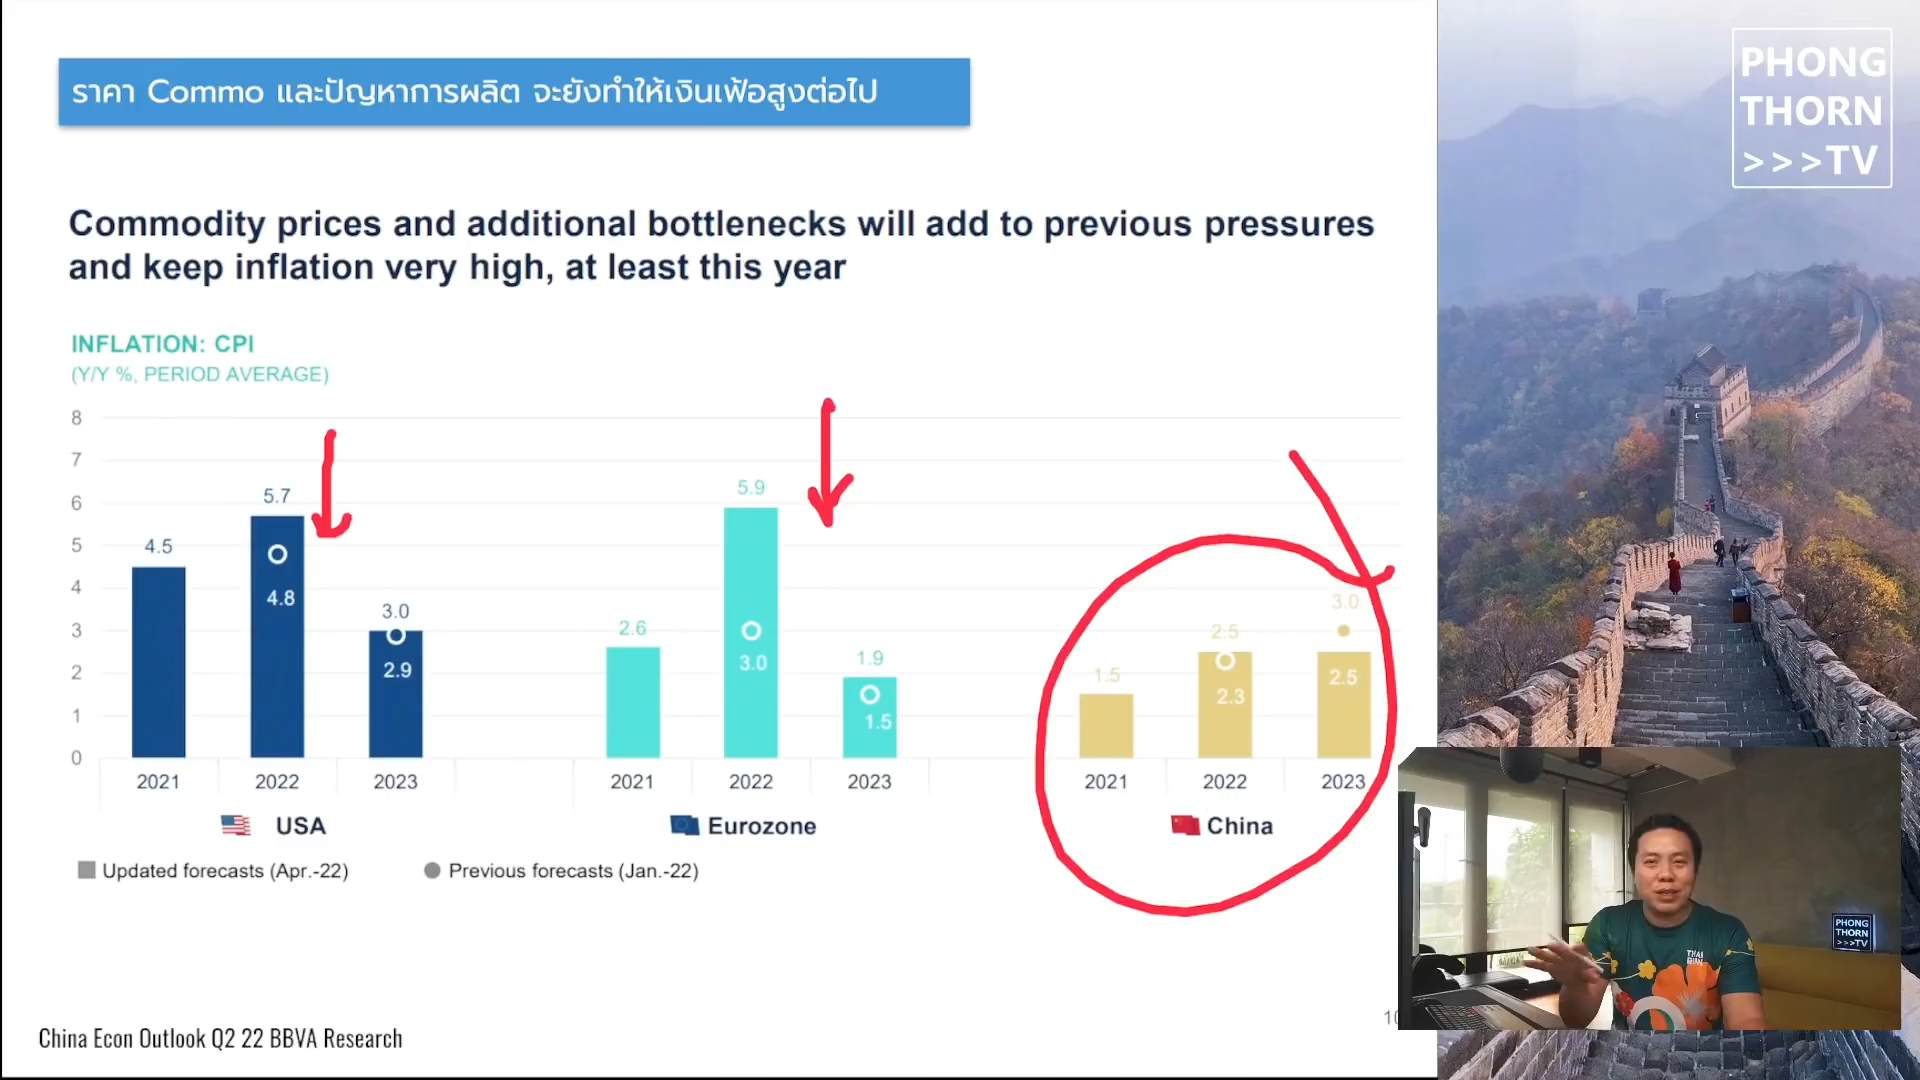 ราคา Commo และปัญหาการผลิต จะยังทำให้เงินเฟ้อสูงต่อไป
PHONG
THORN
>>>TV
Commodity prices and additional bottlenecks will add to previous pressures
and keep inflation very high, at least this year
INFLATION: CPI
(Y/Y %, PERIOD AVERAGE)
8
7
6
5
4
3
2
1
0
4.5
5.7
4.8
3.0
2.9
2.6
5.9
3.0
1.9
1.5
1.5
2.5
2.3
3.0
2.5
2021 2022 2023 2021 2022 2023 2021 2022 2023
USA Eurozone China
Updated forecasts (Apr.-22) Previous forecasts (Jan.-22)
THAI
RUN
PHONG
THORN
>>>TV
China Econ Outlook Q2 22 BBVA Research